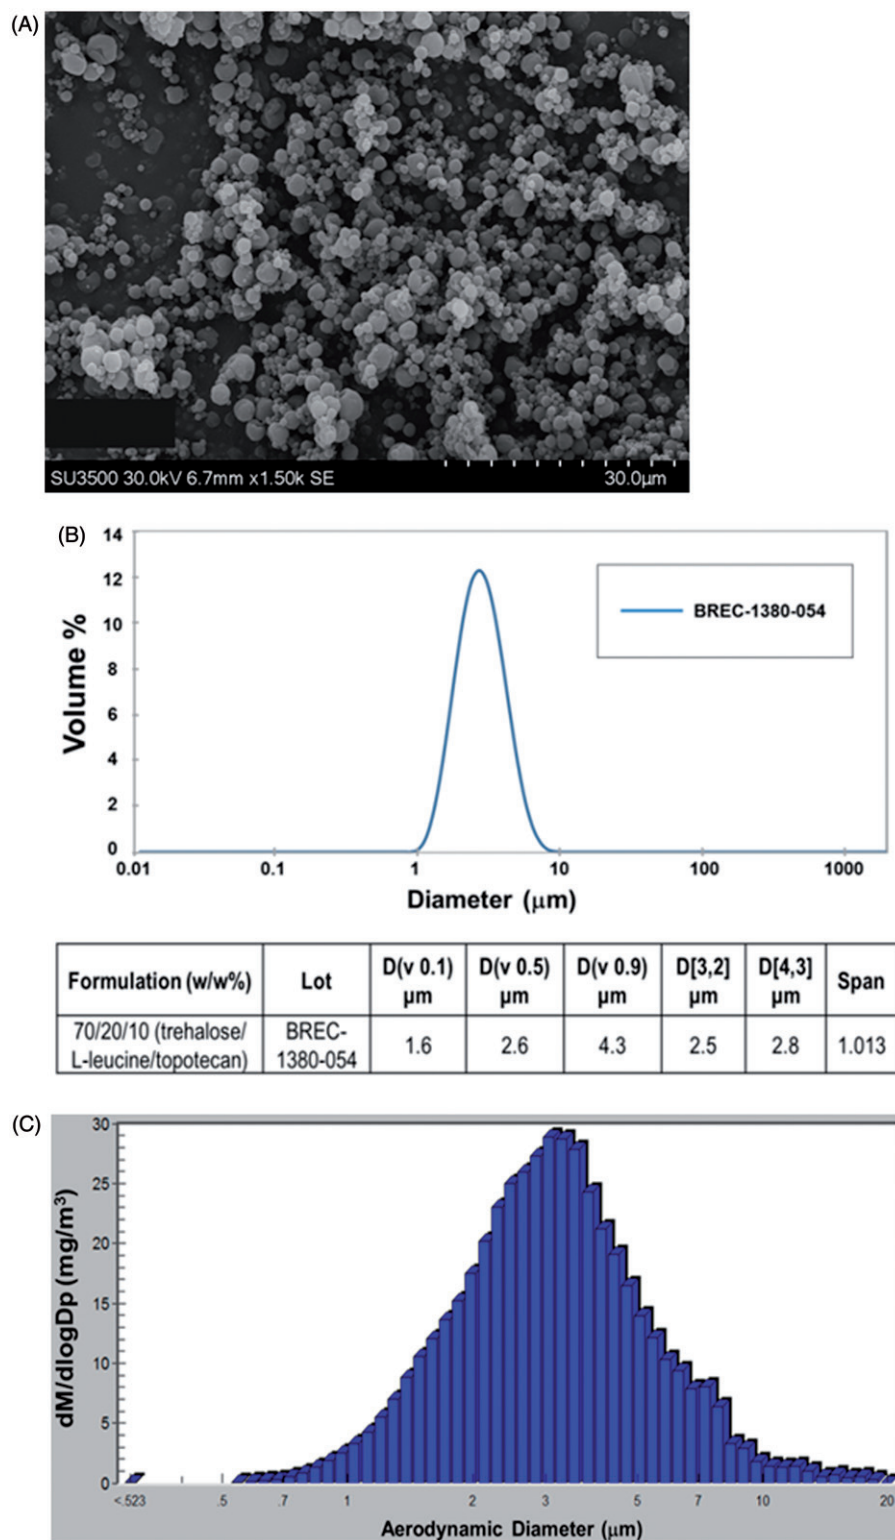 (A)
SU3500 30.0kV 6.7mm x1.50k SE 30.0µm
(B)
14
12
10
8
6
4
2
0
Volume %
BREC-1380-054
0.01 0.1 1 10 100 1000
Diameter (µm)
Formulation (w/w%) Lot D(v 0.1) µm D(v 0.5) µm D(v 0.9) µm D[3,2] µm D[4,3] µm Span
70/20/10 (trehalose/ L-leucine/topotecan) BREC-1380-054 1.6 2.6 4.3 2.5 2.8 1.013
(C)
30
25
20
15
10
5
0
dM/dlogDp (mg/m³)
<.523 .5 .7 1 2 3 5 7 10 20
Aerodynamic Diameter (µm)